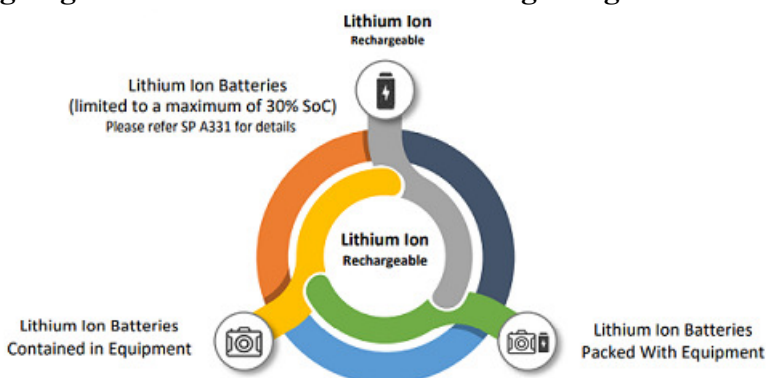 Lithium Ion
Rechargeable
Lithium Ion Batteries
(limited to a maximum of 30% SoC)
Please refer SP A331 for details
Lithium Ion
Rechargeable
Lithium Ion Batteries
Contained in Equipment
Lithium Ion Batteries
Packed With Equipment